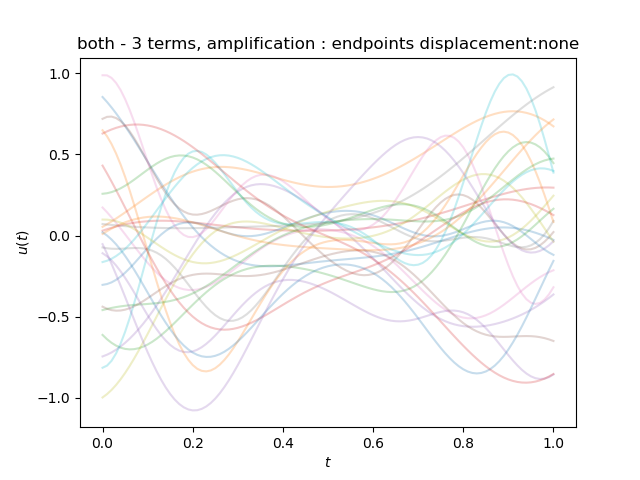 both - 3 terms, amplification : endpoints displacement:none
1.0
0.5
0.0
−0.5
−1.0
u(t)
0.0 0.2 0.4 0.6 0.8 1.0
t